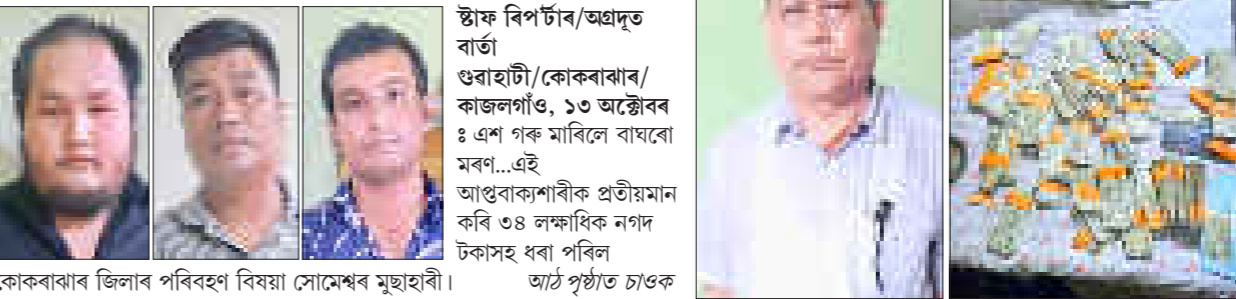 ষ্টাফ ৰিপৰ্টাৰ/অগ্ৰদূত
বাৰ্তা
গুৱাহাটী/কোকৰাঝাৰ/
কাজলগাঁও, ১৩ অক্টোবৰ
ঃ এশ গৰু মাৰিলে বাঘৰো
মৰণ...এই
আপ্তবাক্যশাৰীক প্ৰতীয়মান
কৰি ৩৪ লক্ষাধিক নগদ
টকাসহ ধৰা পৰিল
কোকৰাঝাৰ জিলাৰ পৰিবহণ বিষয়া সোমেশ্বৰ মুছাহাৰী।
আঠ পৃষ্ঠাত চাওক